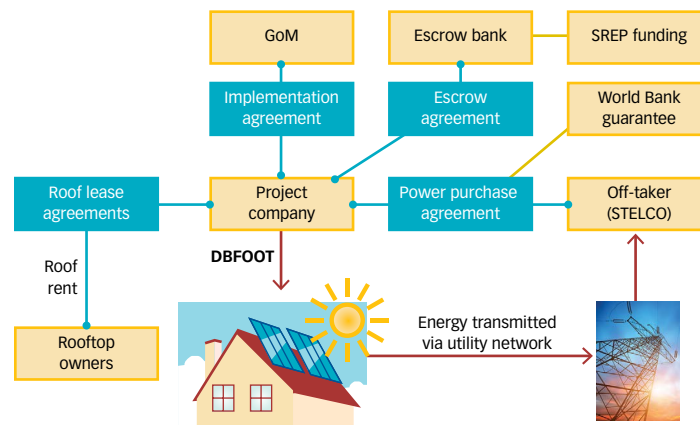 GoM
Escrow bank
SREP funding
Implementation
agreement
Escrow
agreement
World Bank
guarantee
Roof lease
agreements
Project
company
Power purchase
agreement
Off-taker
(STELCO)
DBFOOT
Roof
rent
Energy transmitted
via utility network
Rooftop
owners